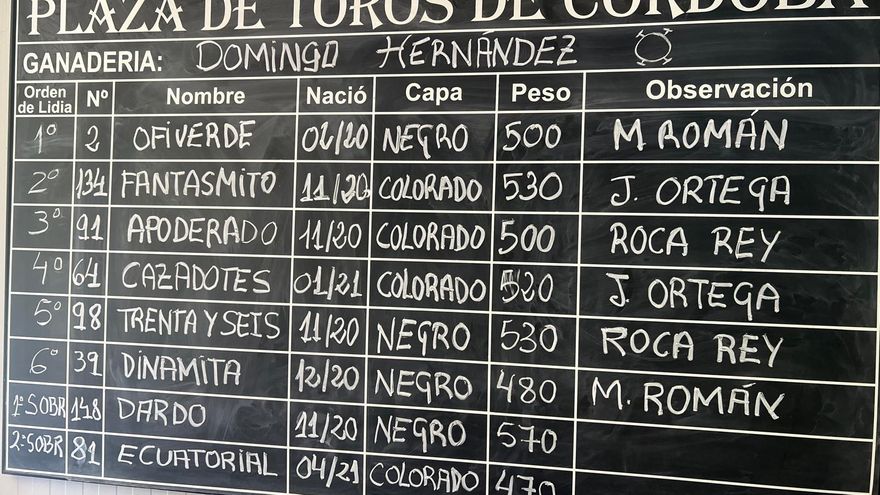 PLAZA DE TOROS DE CÓRDOBA
GANADERIA: DOMINGO HERNÁNDEZ
Orden de Lidia Nº Nombre Nació Capa Peso Observación
1º 2 OFIVERDE 02/20 NEGRO 500 M. ROMÁN
2º 134 FANTASMITO 11/20 COLORADO 530 J. ORTEGA
3º 91 APODERADO 11/20 COLORADO 500 ROCA REY
4º 64 CAZADOTES 01/21 COLORADO 520 J. ORTEGA
5º 98 TRENTA Y SEIS 11/20 NEGRO 530 ROCA REY
6º 39 DINAMITA 12/20 NEGRO 480 M. ROMÁN
1º SOBR 148 DARDO 11/20 NEGRO 570
2º SOBR 81 ECUATORIAL 04/21 COLORADO 470